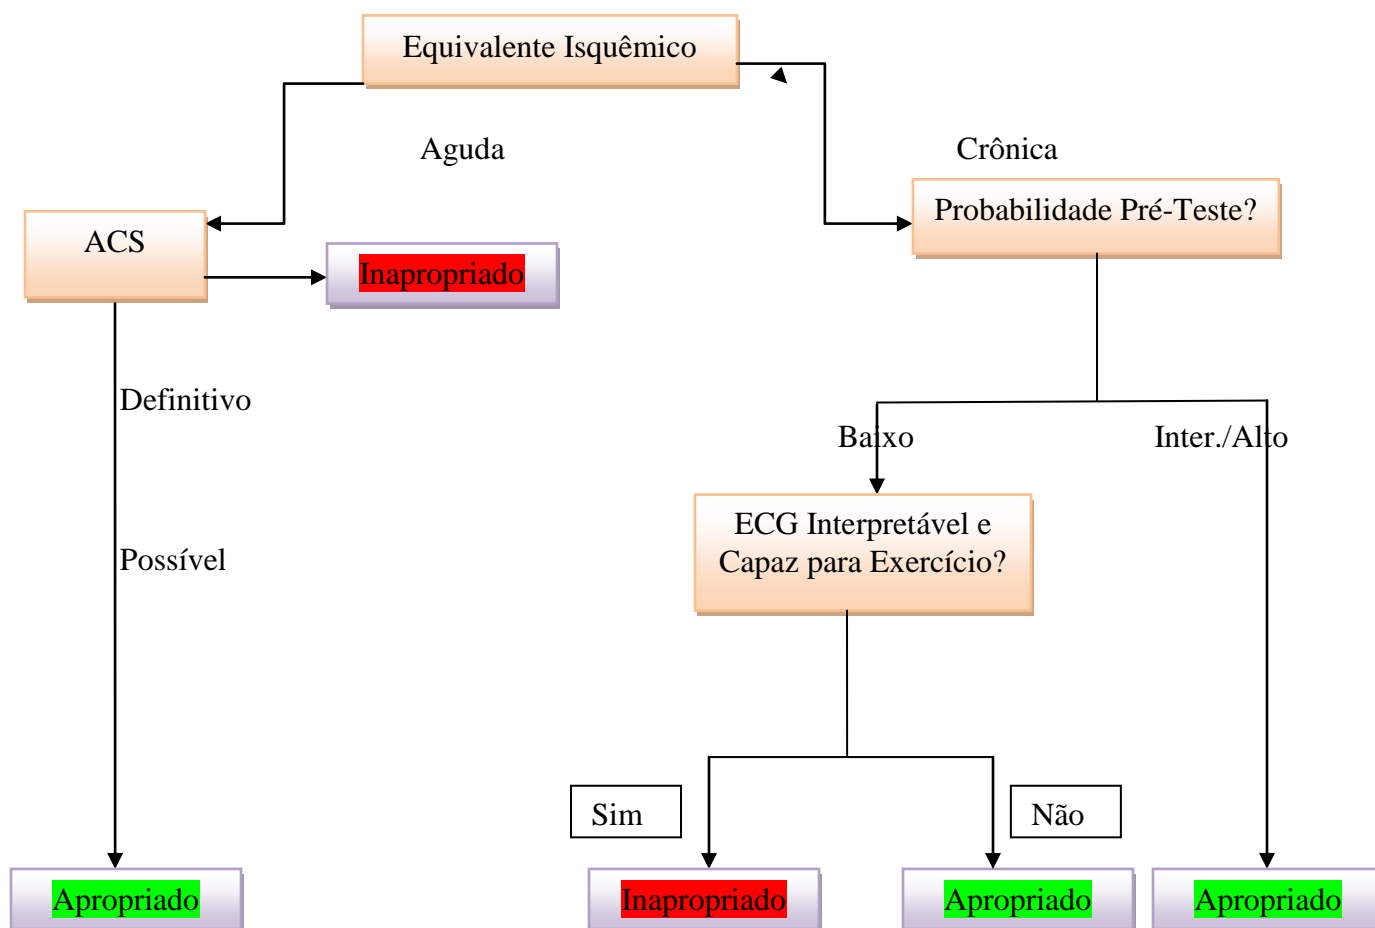 Equivalente Isquêmico
Aguda
Crônica
ACS
Probabilidade Pré-Teste?
Inapropriado
Definitivo
Baixo
Inter./Alto
ECG Interpretável e
Capaz para Exercício?
Possível
Sim
Não
Apropriado
Inapropriado
Apropriado
Apropriado